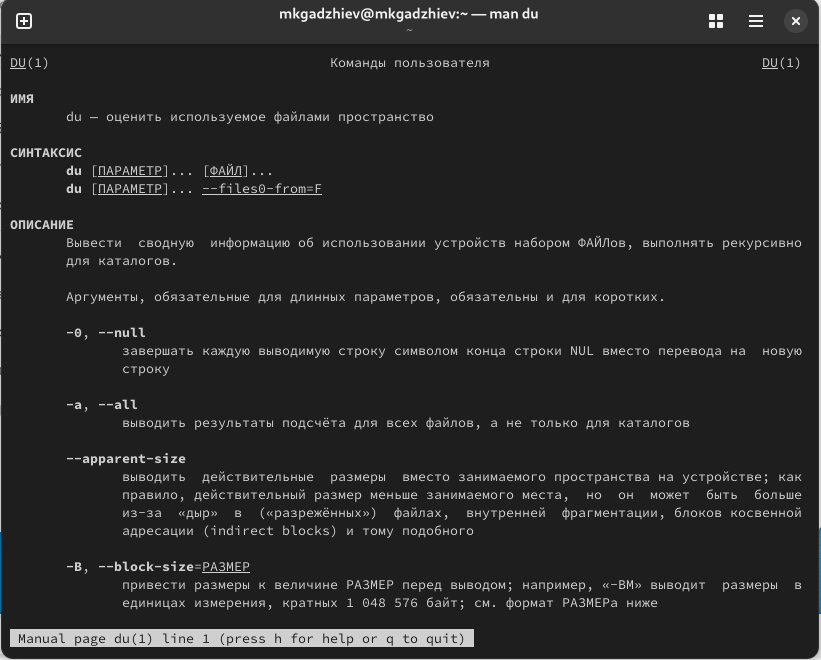 mkgadzhiev@mkgadzhiev:~ — man du
~
DU(1) Команды пользователя DU(1)
ИМЯ
du — оценить используемое файлами пространство
СИНТАКСИС
du [ПАРАМЕТР]... [ФАЙЛ]...
du [ПАРАМЕТР]... --files0-from=F
ОПИСАНИЕ
Вывести сводную информацию об использовании устройств набором ФАЙЛов, выполнять рекурсивно
для каталогов.
Аргументы, обязательные для длинных параметров, обязательны и для коротких.
-0, --null
завершать каждую выводимую строку символом конца строки NUL вместо перевода на новую
строку
-a, --all
выводить результаты подсчёта для всех файлов, а не только для каталогов
--apparent-size
выводить действительные размеры вместо занимаемого пространства на устройстве; как
правило, действительный размер меньше занимаемого места, но он может быть больше
из-за «дыр» в («разрежённых») файлах, внутренней фрагментации, блоков косвенной
адресации (indirect blocks) и тому подобного
-B, --block-size=РАЗМЕР
привести размеры к величине РАЗМЕР перед выводом; например, «-BM» выводит размеры в
единицах измерения, кратных 1 048 576 байт; см. формат РАЗМЕРа ниже
Manual page du(1) line 1 (press h for help or q to quit)